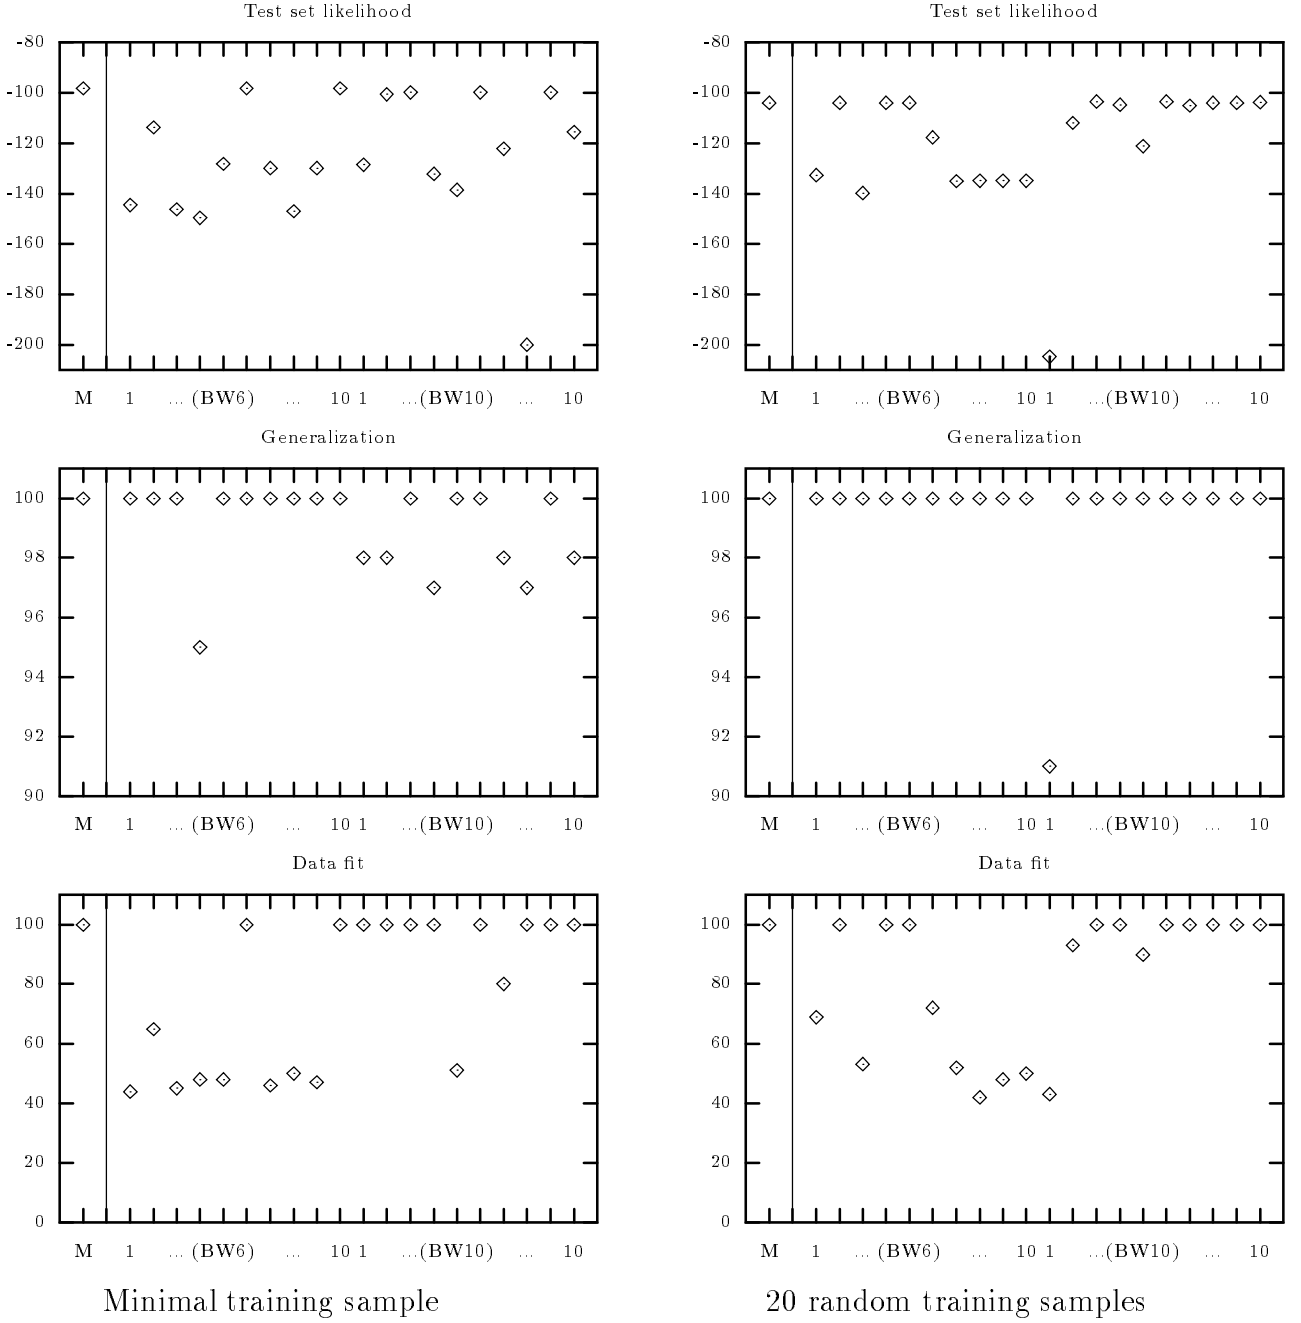 Test set likelihood
-80
-100
-120
-140
-160
-180
-200
M 1 ... (BW6) ... 10 1 ...(BW10) ... 10
Test set likelihood
-80
-100
-120
-140
-160
-180
-200
M 1 ... (BW6) ... 10 1 ...(BW10) ... 10
Generalization
100
98
96
94
92
90
M 1 ... (BW6) ... 10 1 ...(BW10) ... 10
Generalization
100
98
96
94
92
90
M 1 ... (BW6) ... 10 1 ...(BW10) ... 10
Data fit
100
80
60
40
20
0
M 1 ... (BW6) ... 10 1 ...(BW10) ... 10
Data fit
100
80
60
40
20
0
M 1 ... (BW6) ... 10 1 ...(BW10) ... 10
Minimal training sample
20 random training samples